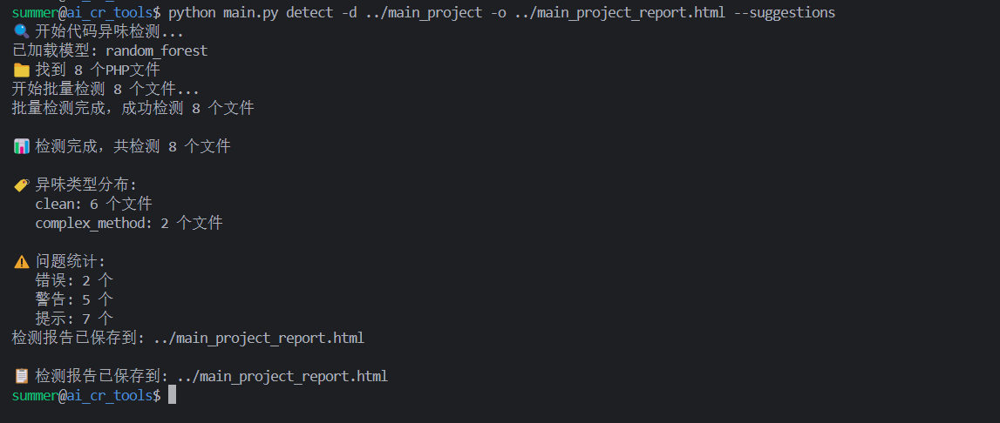 summer@ai_cr_tools$ python main.py detect -d ../main_project -o ../main_project_report.html --suggestions
🔍 开始代码异味检测...
已加载模型: random_forest
📁 找到 8 个PHP文件
开始批量检测 8 个文件...
批量检测完成，成功检测 8 个文件
📊 检测完成，共检测 8 个文件
🏷️ 异味类型分布:
clean: 6 个文件
complex_method: 2 个文件
⚠️ 问题统计:
错误: 2 个
警告: 5 个
提示: 7 个
检测报告已保存到: ../main_project_report.html
📋 检测报告已保存到: ../main_project_report.html
summer@ai_cr_tools$